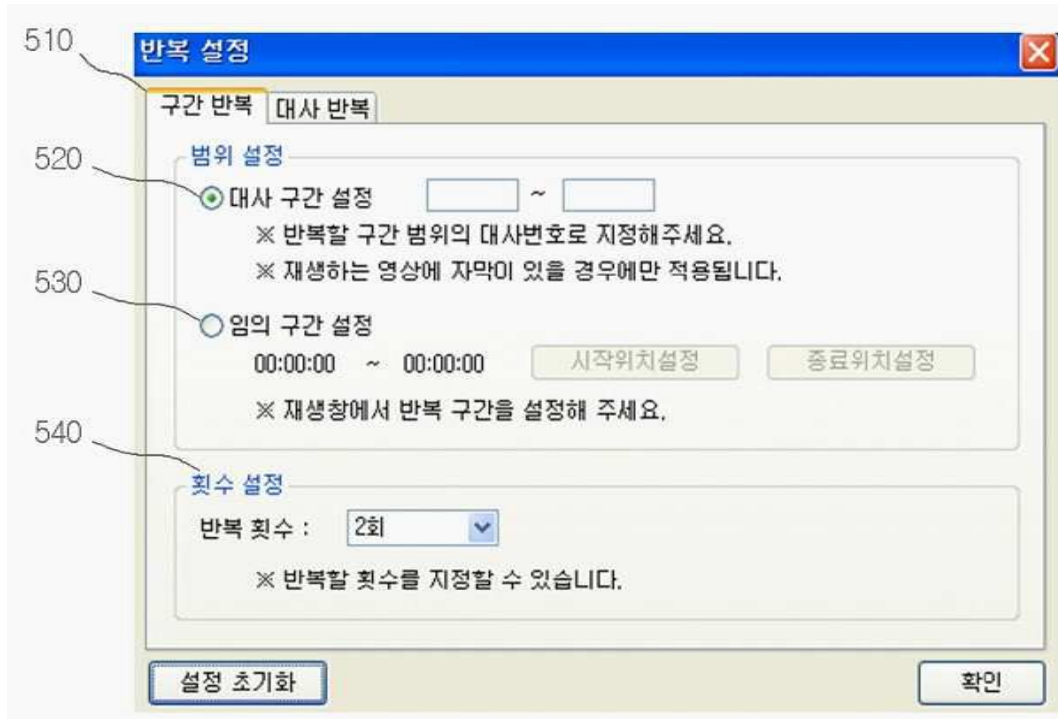 510
반복 설정
구간 반복 대사 반복
520
범위 설정
대사 구간 설정 ~
※ 반복할 구간 범위의 대사번호로 지정해주세요.
※ 재생하는 영상에 자막이 있을 경우에만 적용됩니다.
530
임의 구간 설정
00:00:00 ~ 00:00:00 시작위치설정 종료위치설정
※ 재생창에서 반복 구간을 설정해 주세요.
540
횟수 설정
반복 횟수 : 2회
※ 반복할 횟수를 지정할 수 있습니다.
설정 초기화 확인